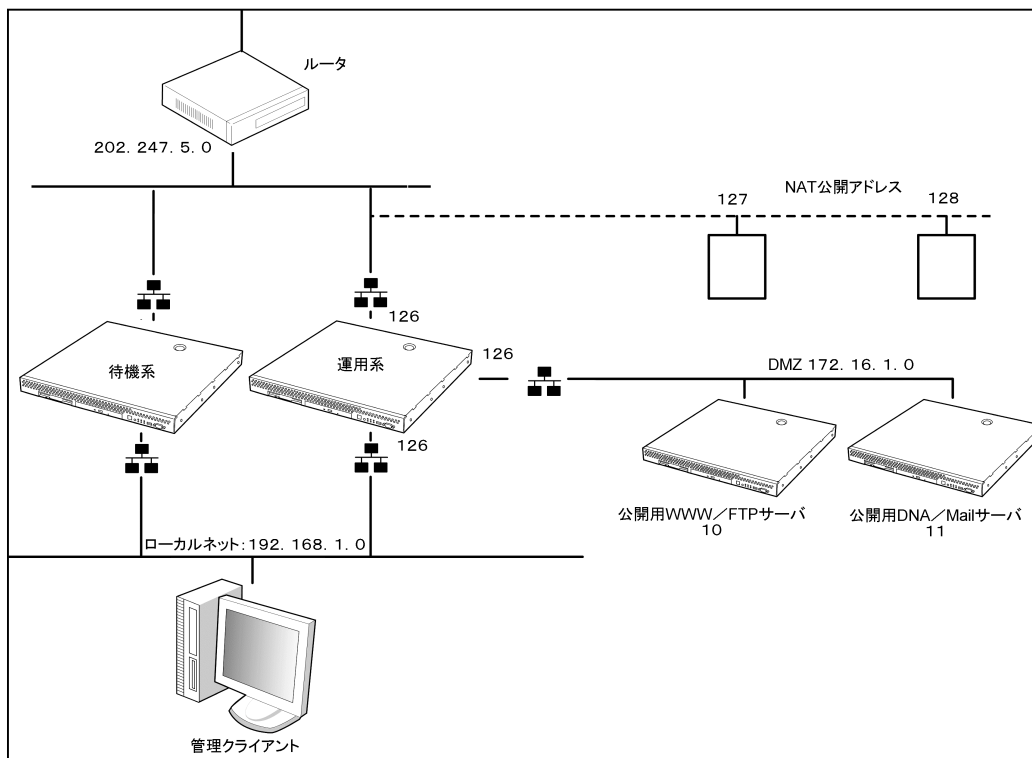 ルータ
202. 247. 5. 0
NAT公開アドレス
127
128
126
待機系
運用系
126
DMZ 172. 16. 1. 0
126
公開用WWW/FTPサーバ
10
公開用DNA/Mailサーバ
11
ローカルネット:192. 168. 1. 0
管理クライアント